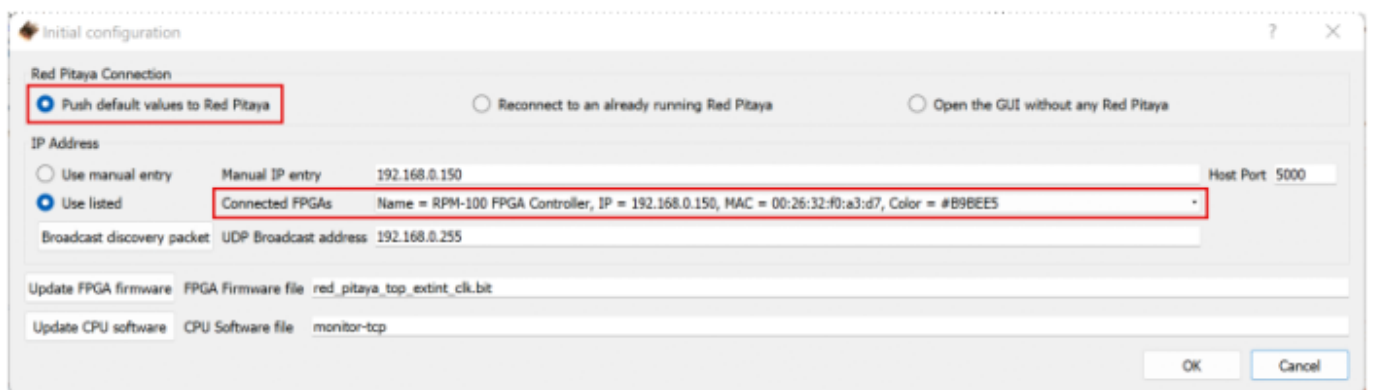 Initial configuration ?
Red Pitaya Connection
Push default values to Red Pitaya Reconnect to an already running Red Pitaya Open the GUI without any Red Pitaya
IP Address
Use manual entry Manual IP entry 192.168.0.150 Host Port 5000
Use listed Connected FPGAs Name = RPM-100 FPGA Controller, IP = 192.168.0.150, MAC = 00:26:32:f0:a3:d7, Color = #B9BEE5
Broadcast discovery packet UDP Broadcast address 192.168.0.255
Update FPGA firmware FPGA Firmware file red_pitaya_top_extint_clk.bit
Update CPU software CPU Software file monitor-tcp
OK Cancel